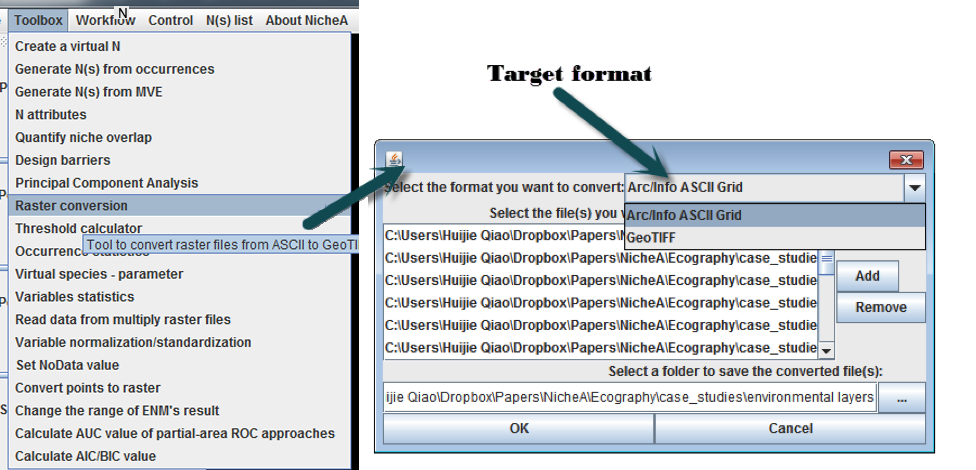 Toolbox Workflow Control N(s) list About NicheA
N
Create a virtual N
Generate N(s) from occurrences
Generate N(s) from MVE
N attributes
Quantify niche overlap
Design barriers
Principal Component Analysis
Raster conversion
Threshold calculator
Tool to convert raster files from ASCII to GeoTI
Occurrence statistics
Virtual species - parameter
Variables statistics
Read data from multiply raster files
Variable normalization/standardization
Set NoData value
Convert points to raster
Change the range of ENM's result
Calculate AUC value of partial-area ROC approaches
Calculate AIC/BIC value
Target format
Select the format you want to convert: Arc/Info ASCII Grid
Arc/Info ASCII Grid
GeoTIFF
Select the file(s) you
C:\Users\Huijie Qiao\Dropbox\Papers\N
C:\Users\Huijie Qiao\Dropbox\Papers\NicheA\Ecography\case_studie
C:\Users\Huijie Qiao\Dropbox\Papers\NicheA\Ecography\case_studie
C:\Users\Huijie Qiao\Dropbox\Papers\NicheA\Ecography\case_studie
C:\Users\Huijie Qiao\Dropbox\Papers\NicheA\Ecography\case_studie
C:\Users\Huijie Qiao\Dropbox\Papers\NicheA\Ecography\case_studie
Add
Remove
Select a folder to save the converted file(s):
ijie Qiao\Dropbox\Papers\NicheA\Ecography\case_studies\environmental layers
...
OK Cancel